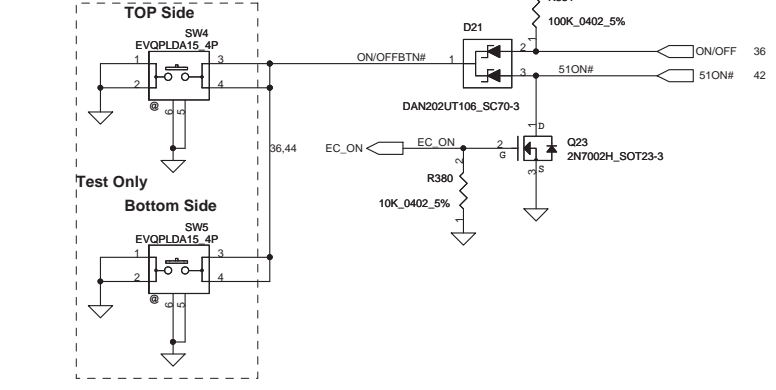 TOP Side
SW4
EVQPLDA15_4P
1
3
2
4
@
6
5
Test Only
Bottom Side
SW5
EVQPLDA15_4P
1
3
2
4
@
6
5
36,44
ON/OFFBTN#
D21
1
2
3
DAN202UT106_SC70-3
100K_0402_5%
1
ON/OFF 36
51ON#
51ON# 42
EC_ON
EC_ON
2
G
1
D
3
S
Q23
2N7002H_SOT23-3
2
R380
10K_0402_5%
1